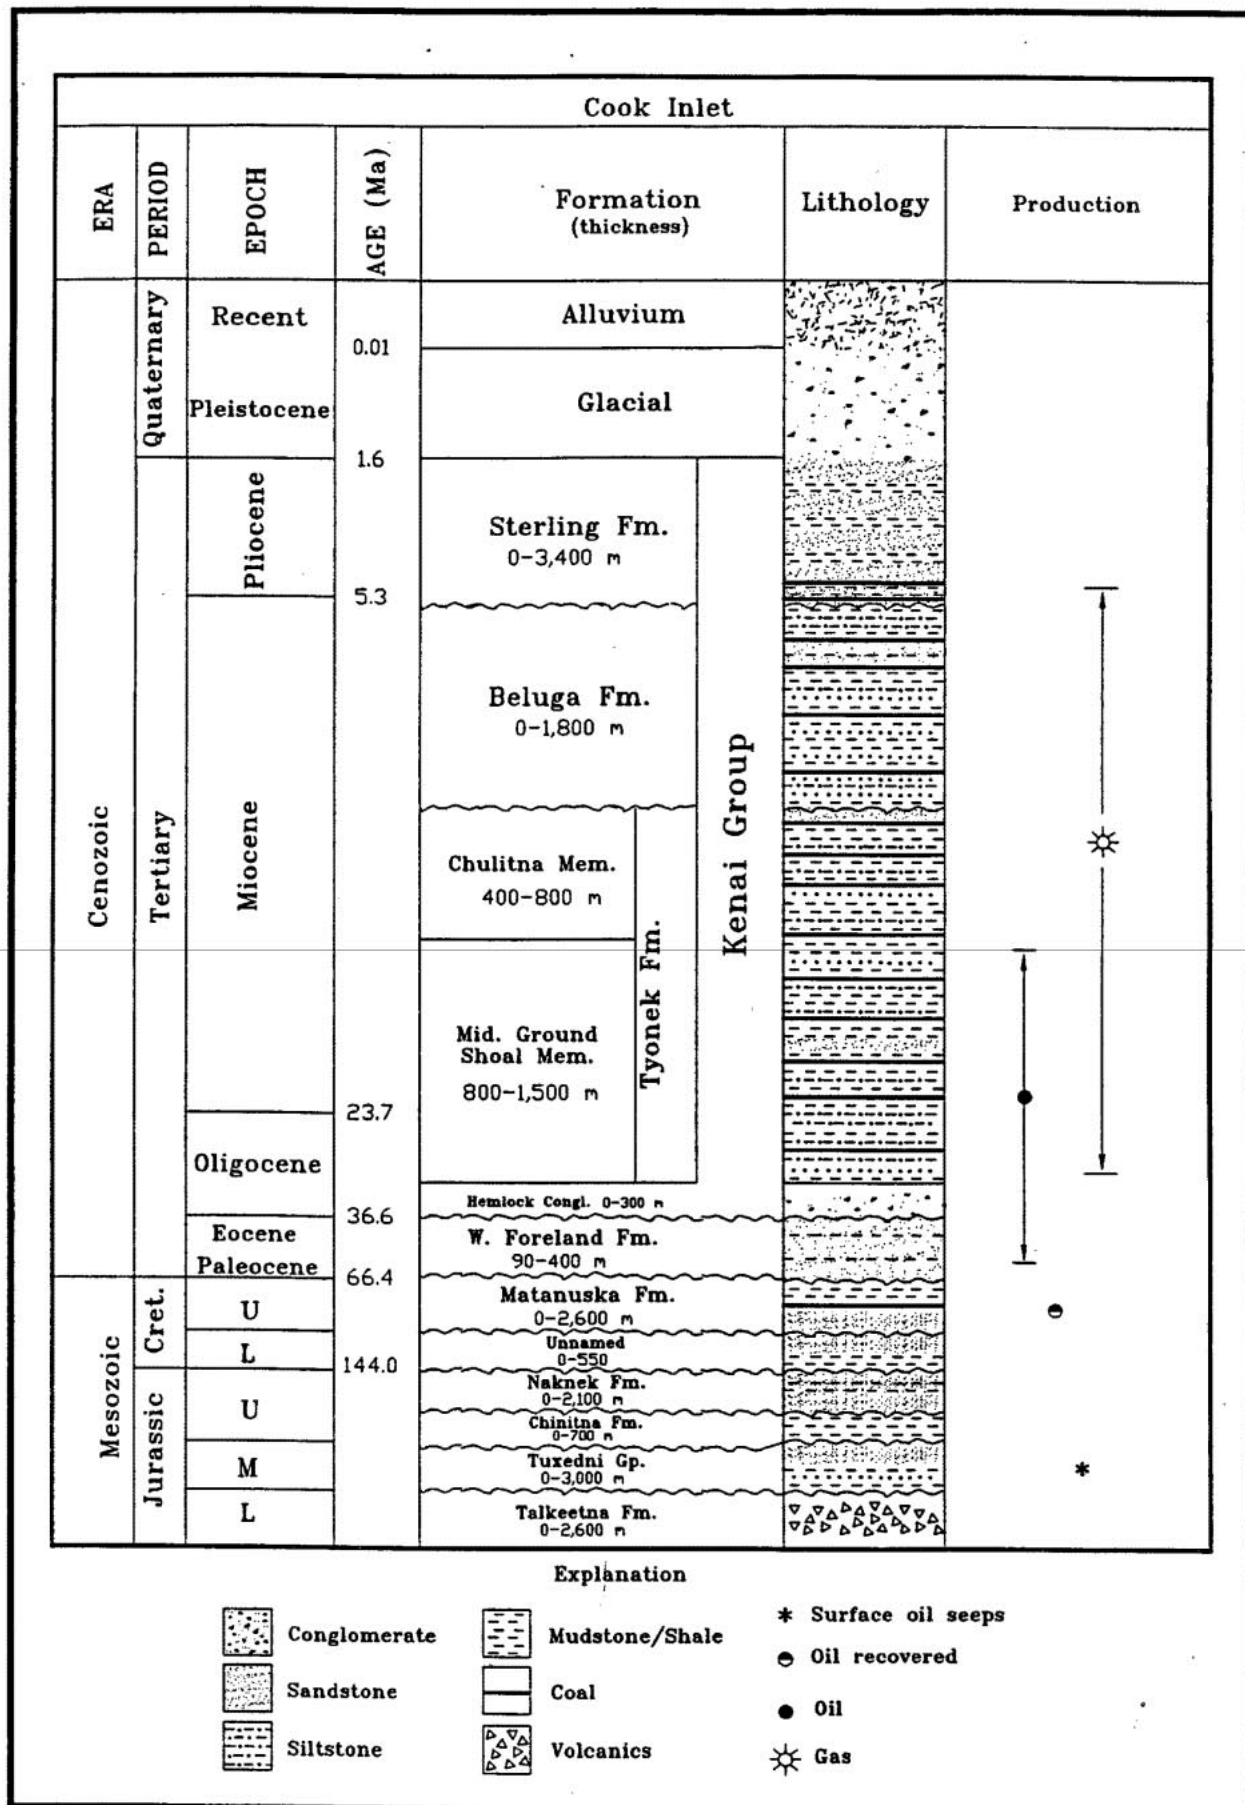 Cook Inlet
ERA
PERIOD
EPOCH
AGE (Ma)
Formation
(thickness)
Lithology
Production
Cenozoic
Quaternary
Recent
0.01
Alluvium
Pleistocene
Glacial
1.6
Tertiary
Pliocene
Sterling Fm.
0-3,400 m
5.3
Miocene
Beluga Fm.
0-1,800 m
Kenai Group
Chulitna Mem.
400-800 m
Tyonek Fm.
Mid. Ground
Shoal Mem.
800-1,500 m
23.7
Oligocene
Hemlock Congl. 0-300 m
36.6
Eocene
Paleocene
W. Foreland Fm.
90-400 m
66.4
Mesozoic
Cret.
U
Matanuska Fm.
0-2,600 m
L
Unnamed
0-550
144.0
Jurassic
U
Naknek Fm.
0-2,100 m
Chinitna Fm.
0-700 m
M
Tuxedni Gp.
0-3,000 m
L
Talkeetna Fm.
0-2,600 m
Explanation
Conglomerate
Sandstone
Siltstone
Mudstone/Shale
Coal
Volcanics
* Surface oil seeps
Oil recovered
Oil
Gas